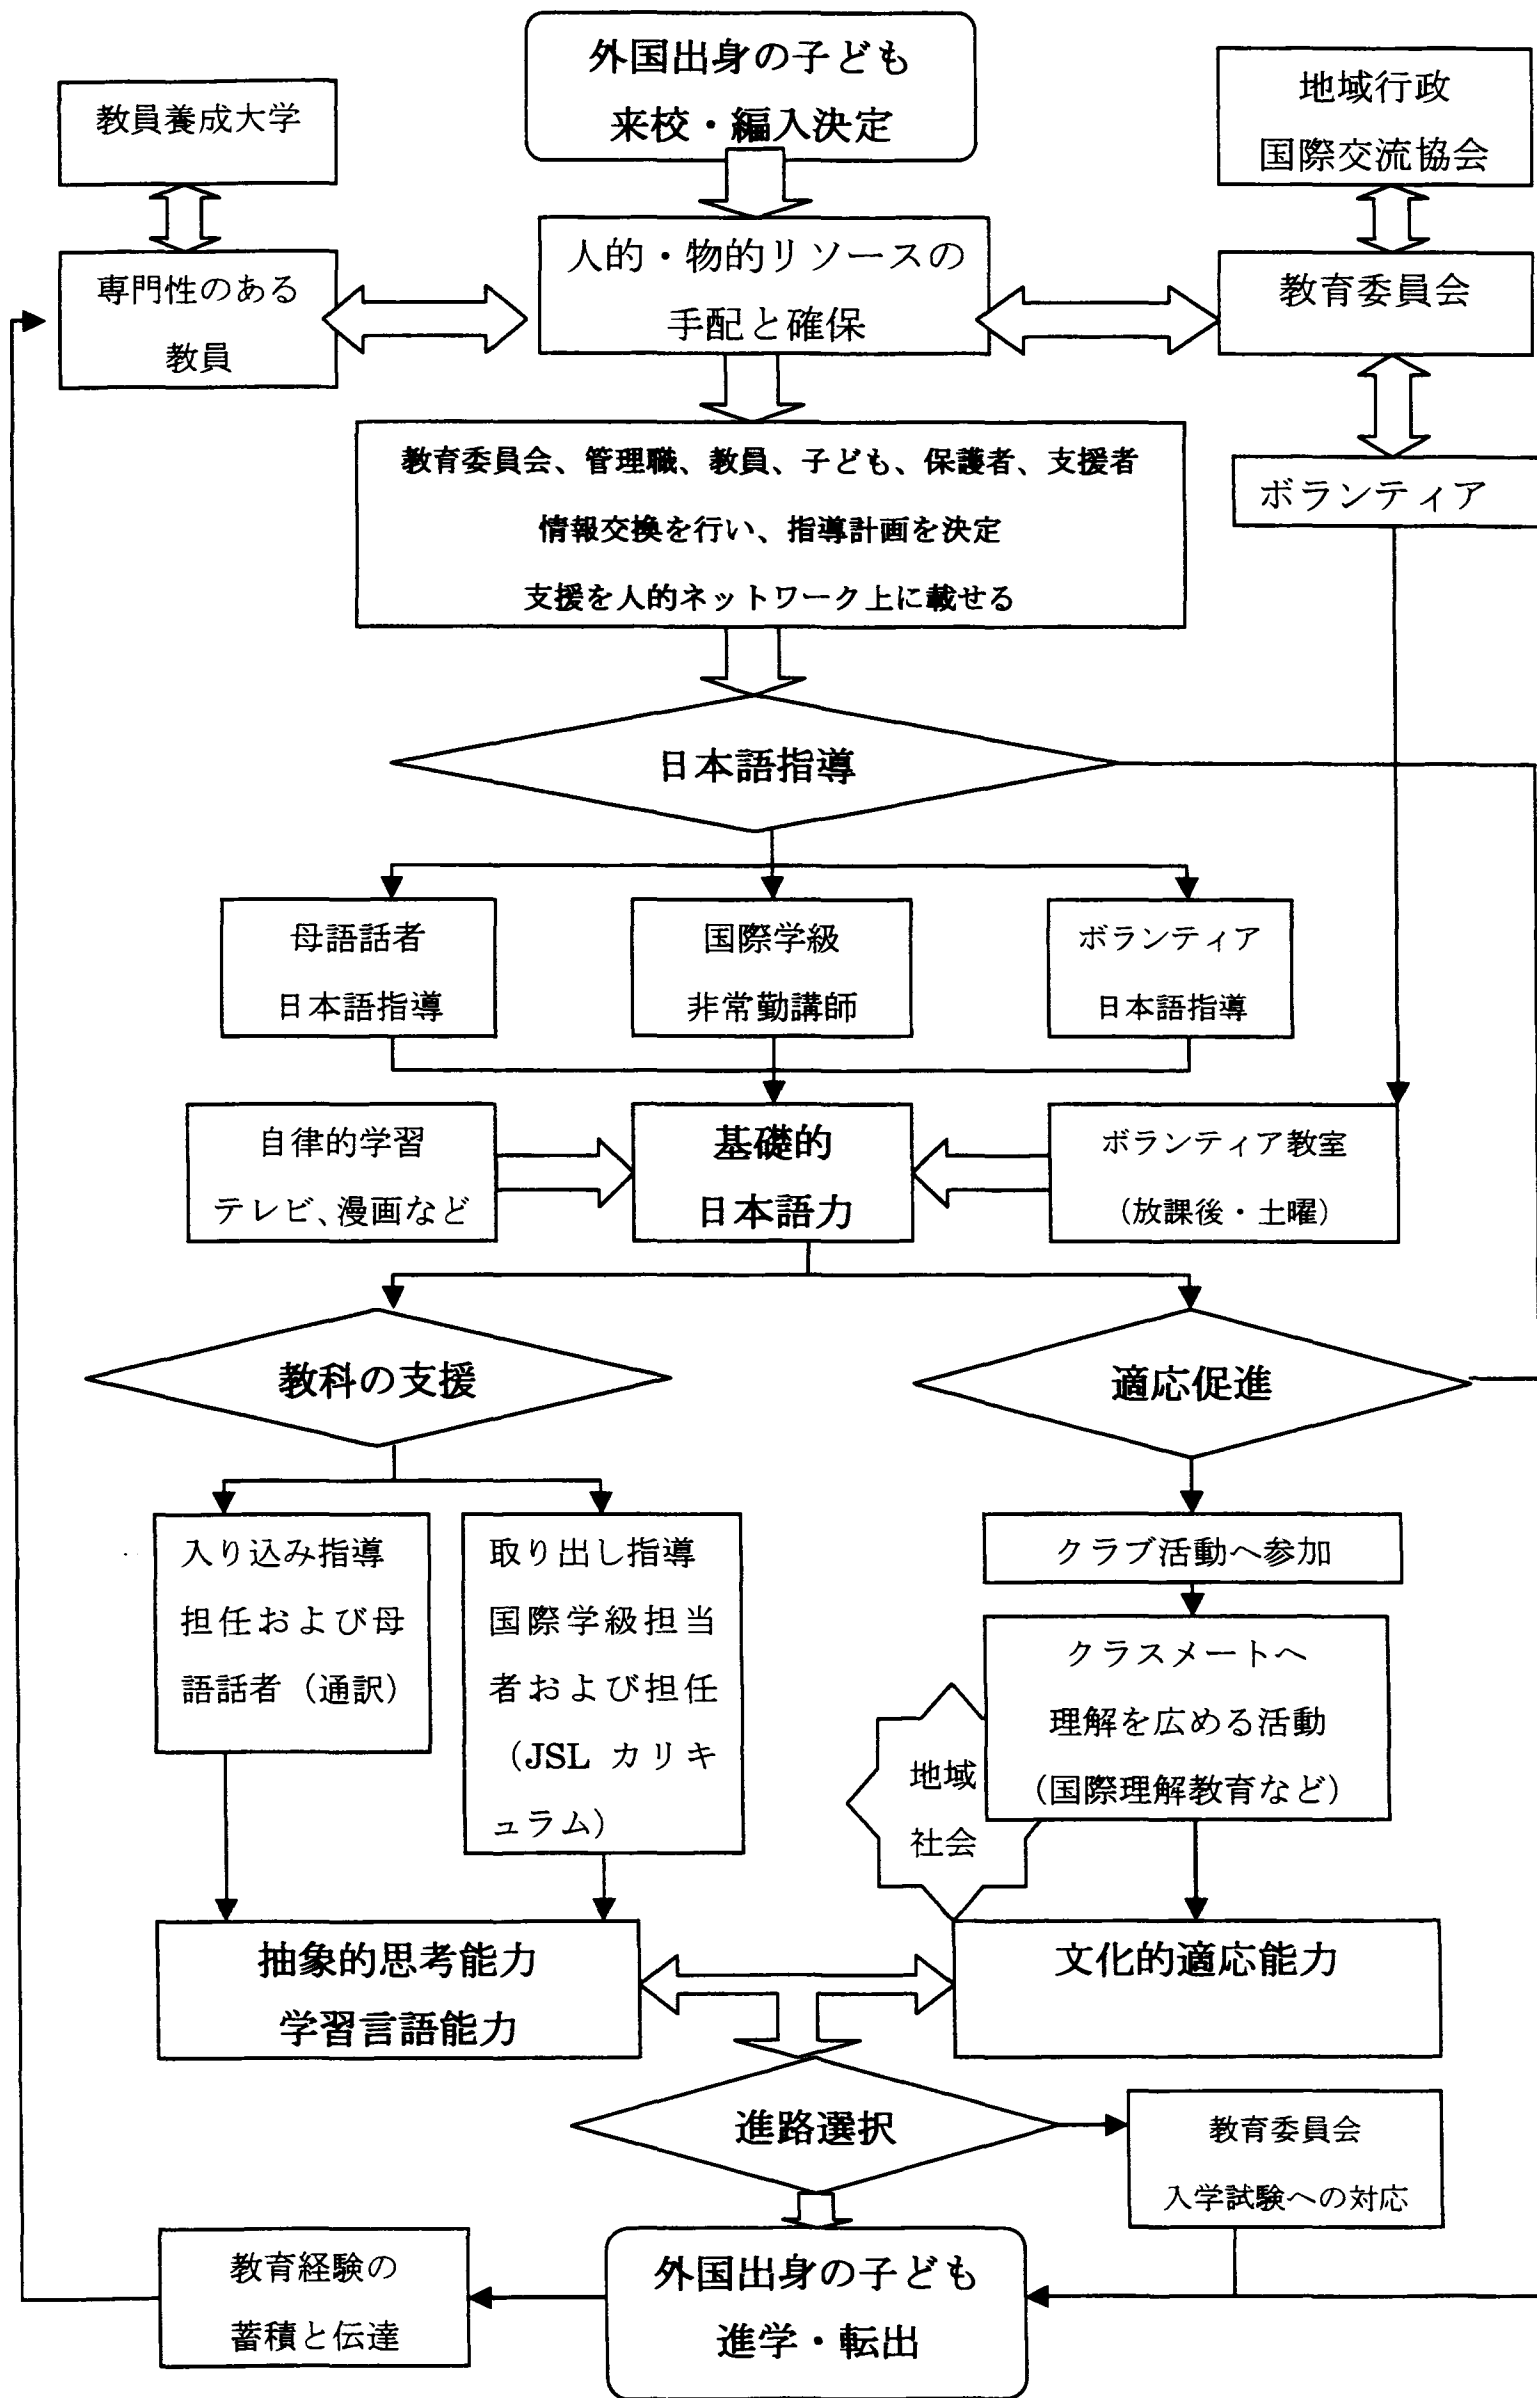 外国出身の子ども
来校・編入決定
教員養成大学
地域行政
国際交流協会
専門性のある
教員
人的・物的リソースの
手配と確保
教育委員会
教育委員会、管理職、教員、子ども、保護者、支援者
情報交換を行い、指導計画を決定
支援を人的ネットワーク上に載せる
ボランティア
日本語指導
母語話者
日本語指導
国際学級
非常勤講師
ボランティア
日本語指導
自律的学習
テレビ、漫画など
基礎的
日本語力
ボランティア教室
（放課後・土曜）
教科の支援
適応促進
入り込み指導
担任および母
語話者（通訳）
取り出し指導
国際学級担当
者および担任
（JSL カリキ
ュラム）
クラブ活動へ参加
クラスメートへ
理解を広める活動
（国際理解教育など）
地域
社会
抽象的思考能力
学習言語能力
文化的適応能力
進路選択
教育委員会
入学試験への対応
教育経験の
蓄積と伝達
外国出身の子ども
進学・転出